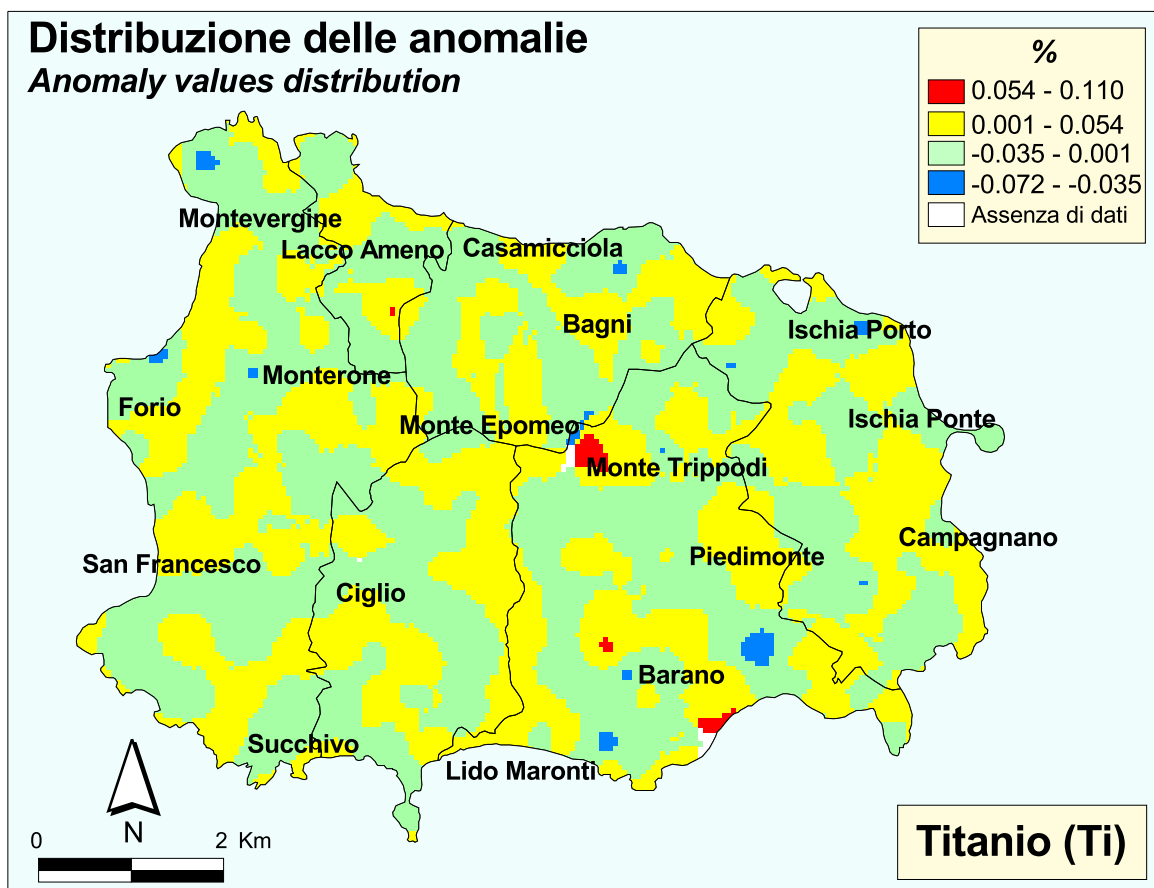 Distribuzione delle anomalie
Anomaly values distribution
%
0.054 - 0.110
0.001 - 0.054
-0.035 - 0.001
-0.072 - -0.035
Assenza di dati
Montevergine
Lacco Ameno
Casamicciola
Bagni
Ischia Porto
Monterone
Forio
Monte Epomeo
Ischia Ponte
Monte Trippodi
Campagnano
San Francesco
Piedimonte
Ciglio
Barano
Succhivo
Lido Maronti
N
0 2 Km
Titanio (Ti)